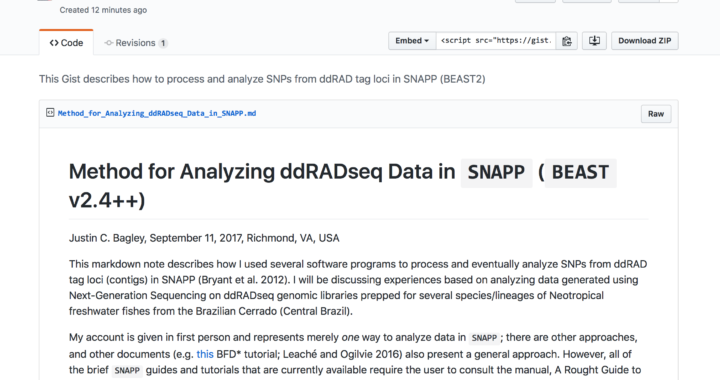 Created 12 minutes ago
Code
Revisions 1
Embed
<script src="https://gist.
Download ZIP
This Gist describes how to process and analyze SNPs from ddRAD tag loci in SNAPP (BEAST2)
Method_for_Analyzing_ddRADseq_Data_in_SNAPP.md
Raw
Method for Analyzing ddRADseq Data in SNAPP ( BEAST
v2.4++)
Justin C. Bagley, September 11, 2017, Richmond, VA, USA
This markdown note describes how I used several software programs to process and eventually analyze SNPs from ddRAD
tag loci (contigs) in SNAPP (Bryant et al. 2012). I will be discussing experiences based on analyzing data generated using
Next-Generation Sequencing on ddRADseq genomic libraries prepped for several species/lineages of Neotropical
freshwater fishes from the Brazilian Cerrado (Central Brazil).
My account is given in first person and represents merely one way to analyze data in SNAPP ; there are other approaches,
and other documents (e.g. this BFD* tutorial; Leaché and Ogilvie 2016) also present a general approach. However, all of
the brief SNAPP guides and tutorials that are currently available require the user to consult the manual, A Rought Guide to